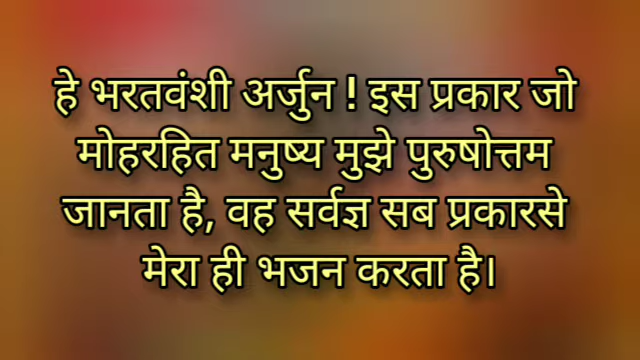 हे भरतवंशी अर्जुन ! इस प्रकार जो
मोहरहित मनुष्य मुझे पुरुषोत्तम
जानता है, वह सर्वज्ञ सब प्रकारसे
मेरा ही भजन करता है।